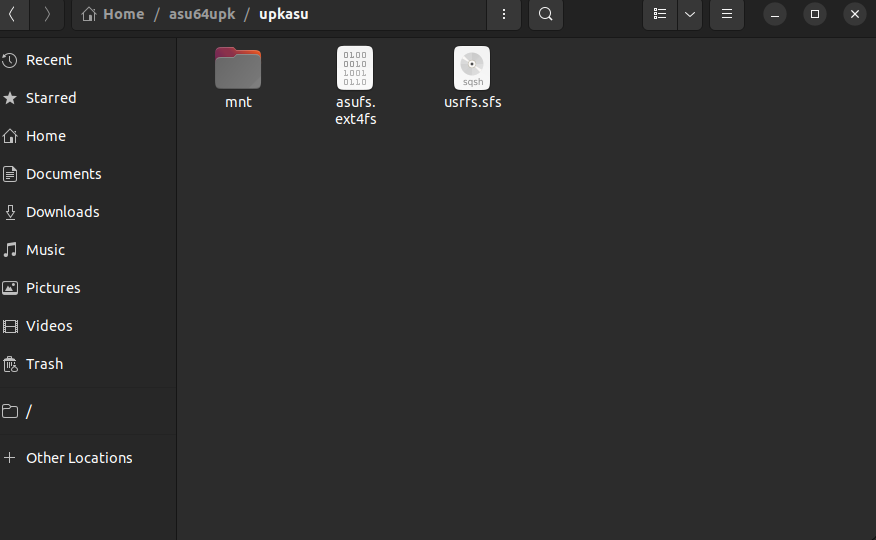 Home / asu64upk / upkasu
Recent
Starred
Home
Documents
Downloads
Music
Pictures
Videos
Trash
/
Other Locations
mnt
0100
0010
1001
0110
asufs.
ext4fs
sqsh
usrfs.sfs